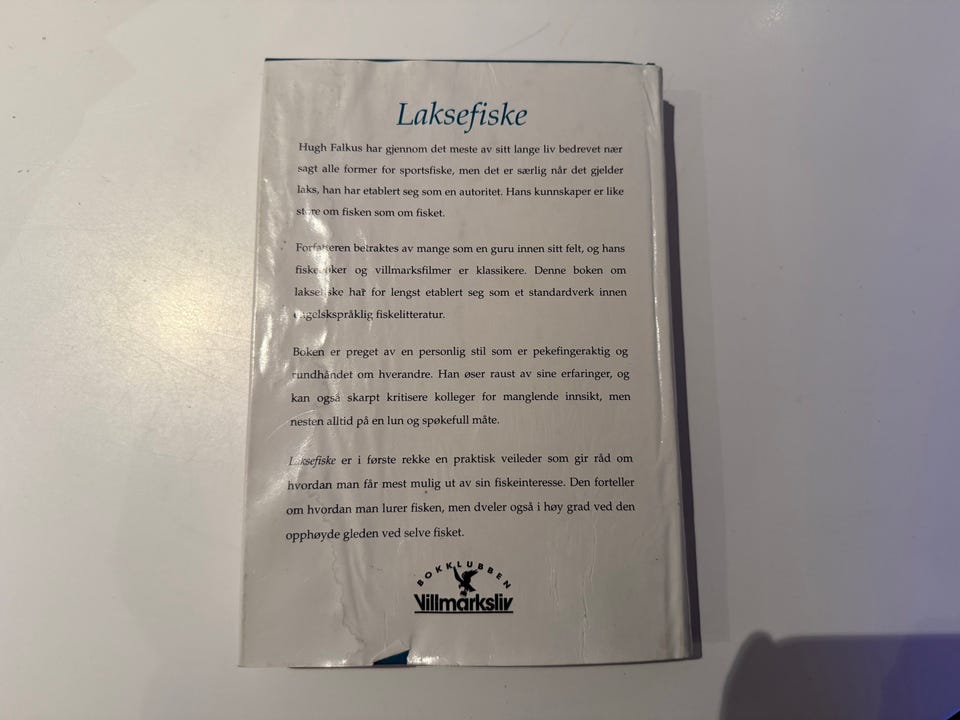 Laksefiske
Hugh Falkus har gjennom det meste av sitt lange liv bedrevet nær
sagt alle former for sportsfiske, men det er særlig når det gjelder
laks, han har etablert seg som en autoritet. Hans kunnskaper er like
store om fisken som om fisket.
Forfatteren betraktes av mange som en guru innen sitt felt, og hans
fiskebøker og villmarksfilmer er klassikere. Denne boken om
laksefiske har for lengst etablert seg som et standardverk innen
engelskspråklig fiskelitteratur.
Boken er preget av en personlig stil som er pekefingeraktig og
rundhåndet om hverandre. Han øser raust av sine erfaringer, og
kan også skarpt kritisere kolleger for manglende innsikt, men
nesten alltid på en lun og spøkefull måte.
Laksefiske er i første rekke en praktisk veileder som gir råd om
hvordan man får mest mulig ut av sin fiskeinteresse. Den forteller
om hvordan man lurer fisken, men dveler også i høy grad ved den
opphøyde gleden ved selve fisket.
BOKKLUBBEN
Villmarksliv